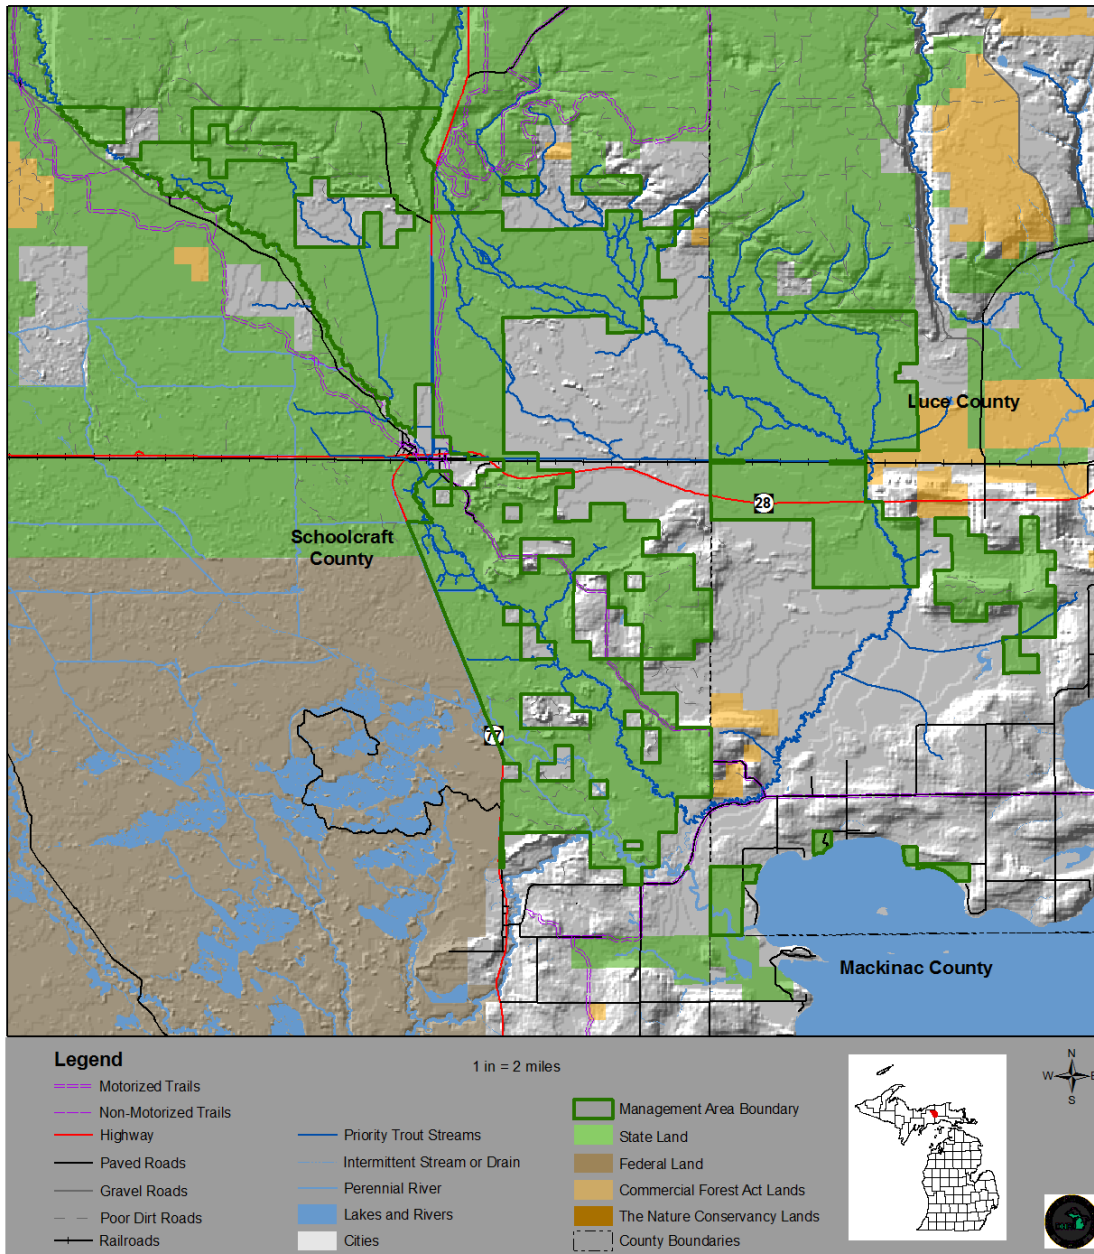 Luce County
28
Schoolcraft
County
77
Mackinac County
Legend
1 in = 2 miles
Motorized Trails
Non-Motorized Trails
Highway
Paved Roads
Gravel Roads
Poor Dirt Roads
Railroads
Priority Trout Streams
Intermittent Stream or Drain
Perennial River
Lakes and Rivers
Cities
Management Area Boundary
State Land
Federal Land
Commercial Forest Act Lands
The Nature Conservancy Lands
County Boundaries
N
W E
S